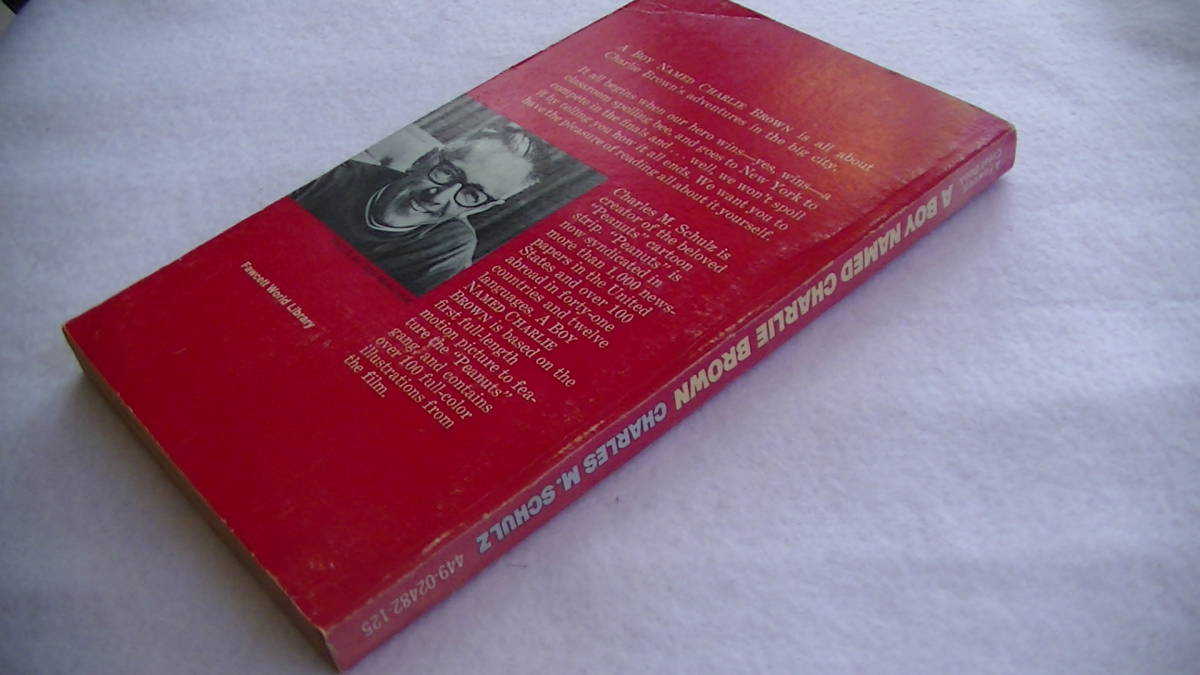 A BOY NAMED CHARLIE BROWN is all about
Charlie Brown's adventures in the big city.
It all begins when our hero wins—yes, wins—a
classroom spelling bee, and goes to New York to
compete in the finals and . . . well, we won't spoil
it by telling you how it all ends. We want you to
have the pleasure of reading all about it yourself.
Charles M. Schulz is
creator of the beloved
"Peanuts" cartoon
strip. "Peanuts" is
now syndicated in
more than 1,000 news-
papers in the United
States and over 100
abroad in forty-one
countries and twelve
languages. A BOY
NAMED CHARLIE
BROWN is based on the
first full-length
motion picture to fea-
ture the "Peanuts"
gang, and contains
over 100 full-color
illustrations from
the film.
Fawcett World Library
A BOY NAMED CHARLIE BROWN CHARLES M. SCHULZ 449-02482-125